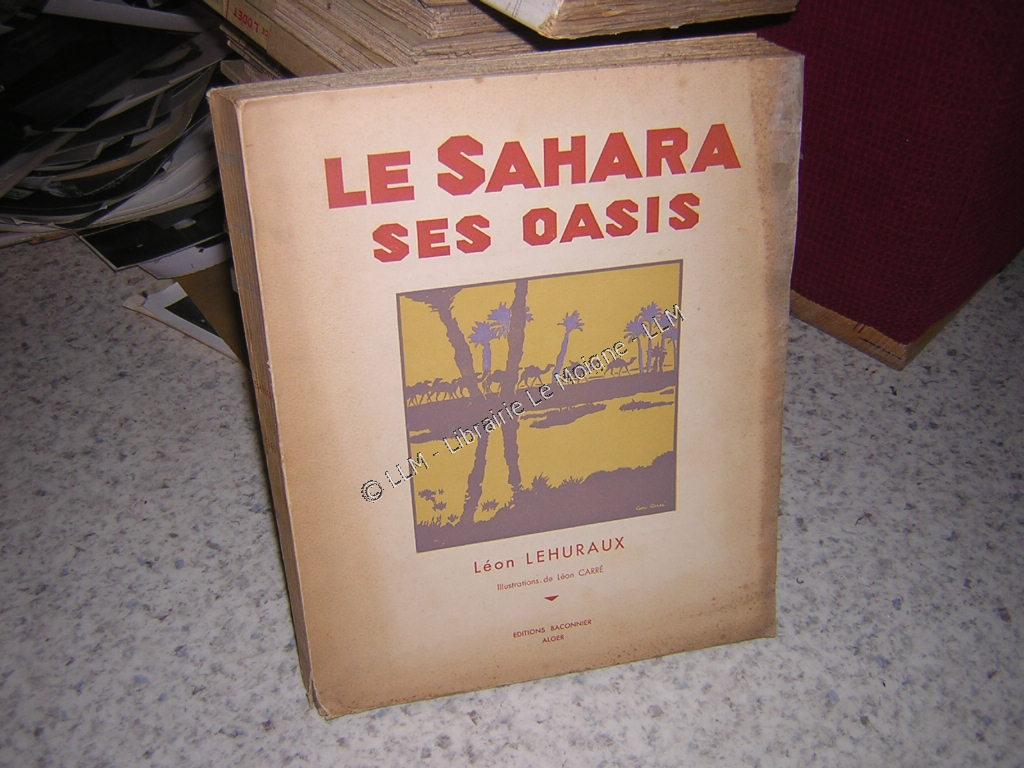 LE SAHARA
SES OASIS
© LLM - Librairie Le Moigne - LLM
Léon LEHURAUX
Illustrations de Léon CARRÉ
EDITIONS BACONNIER
ALGER